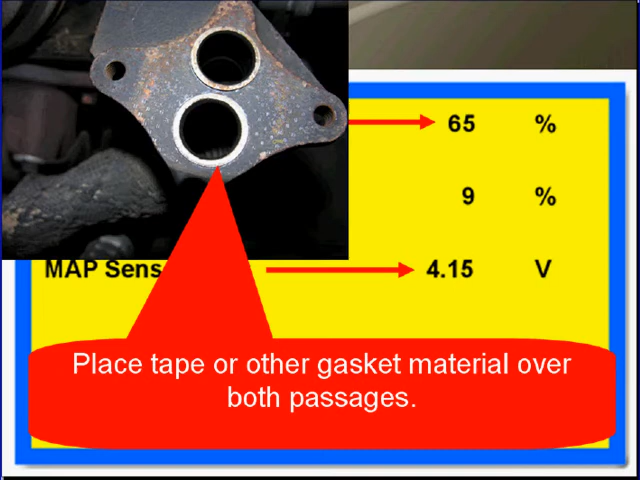 65 %
9 %
MAP Sens 4.15 V
Place tape or other gasket material over
both passages.